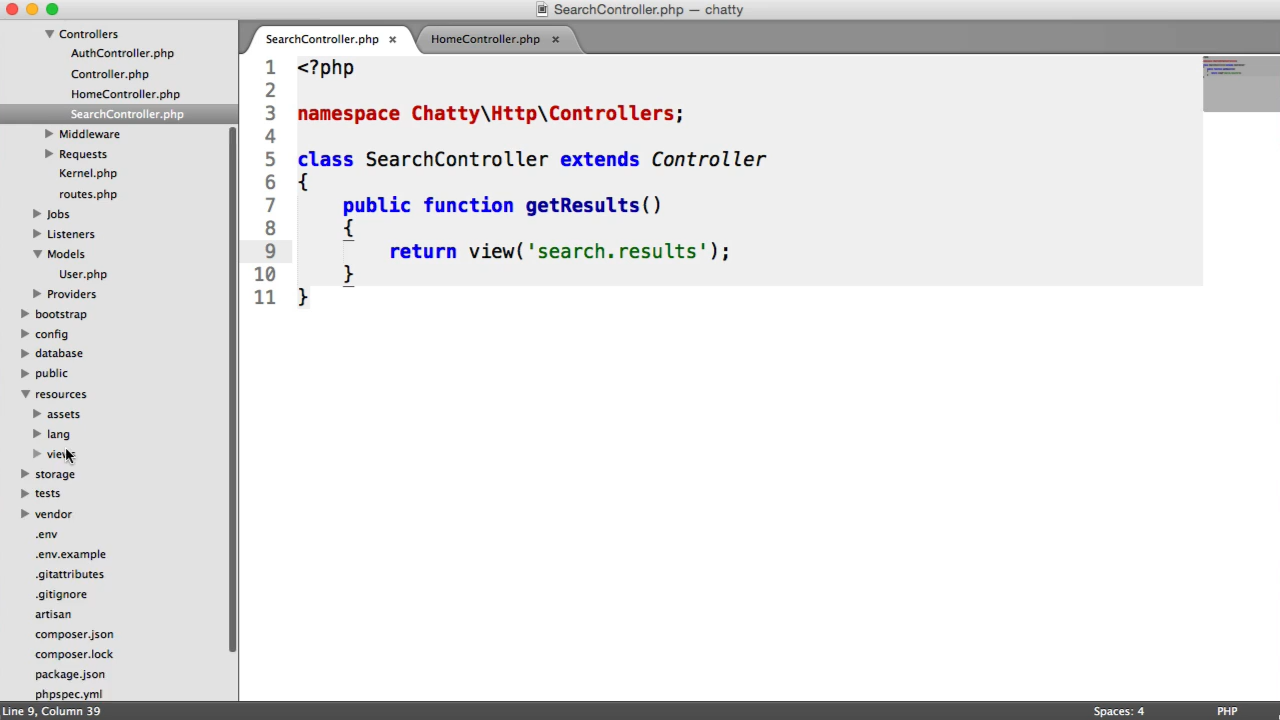 SearchController.php — chatty
Controllers
AuthController.php
Controller.php
HomeController.php
SearchController.php
Middleware
Requests
Kernel.php
routes.php
Jobs
Listeners
Models
User.php
Providers
bootstrap
config
database
public
resources
assets
lang
views
storage
tests
vendor
.env
.env.example
.gitattributes
.gitignore
artisan
composer.json
composer.lock
package.json
phpspec.yml
SearchController.php ×
HomeController.php ×
1 <?php
2
3 namespace Chatty\Http\Controllers;
4
5 class SearchController extends Controller
6 {
7 public function getResults()
8 {
9 return view('search.results');
10 }
11 }
Line 9, Column 39
Spaces: 4
PHP